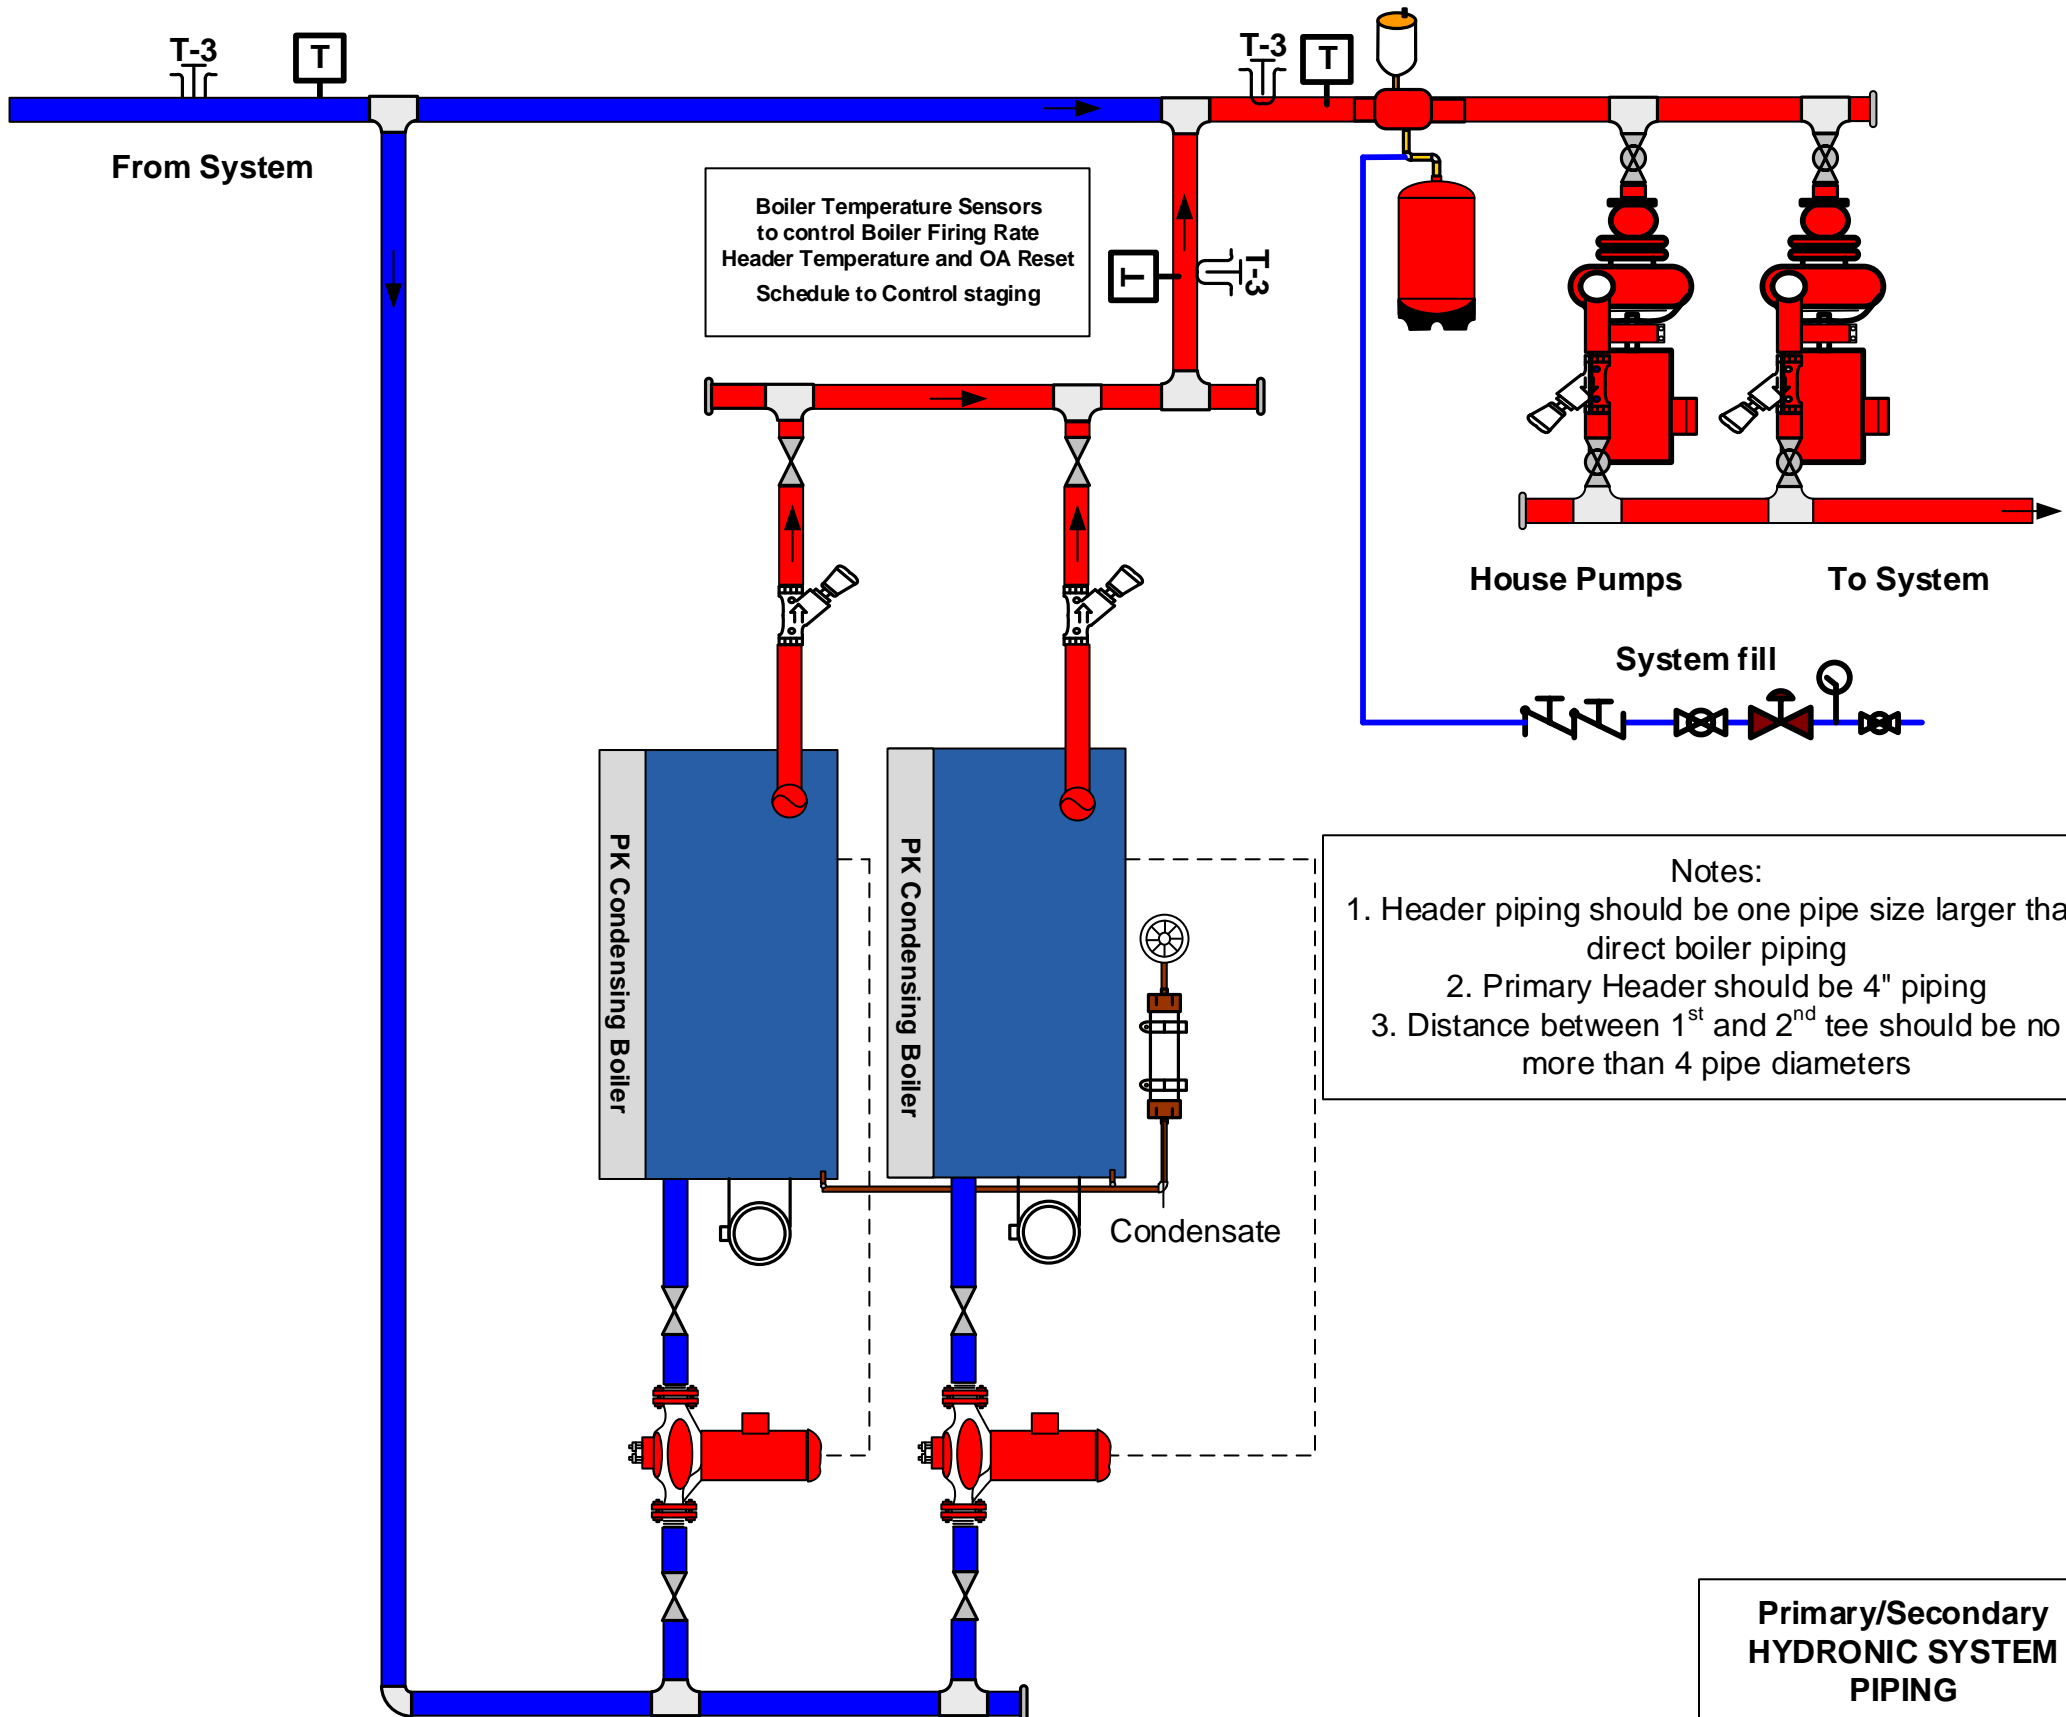 T-3
T
T-3
T
From System
Boiler Temperature Sensors
to control Boiler Firing Rate
Header Temperature and OA Reset
Schedule to Control staging
T
T-3
House Pumps
To System
System fill
PK Condensing Boiler
PK Condensing Boiler
Notes:
1. Header piping should be one pipe size larger tha
direct boiler piping
2. Primary Header should be 4" piping
3. Distance between 1st and 2nd tee should be no
more than 4 pipe diameters
Condensate
Primary/Secondary
HYDRONIC SYSTEM
PIPING